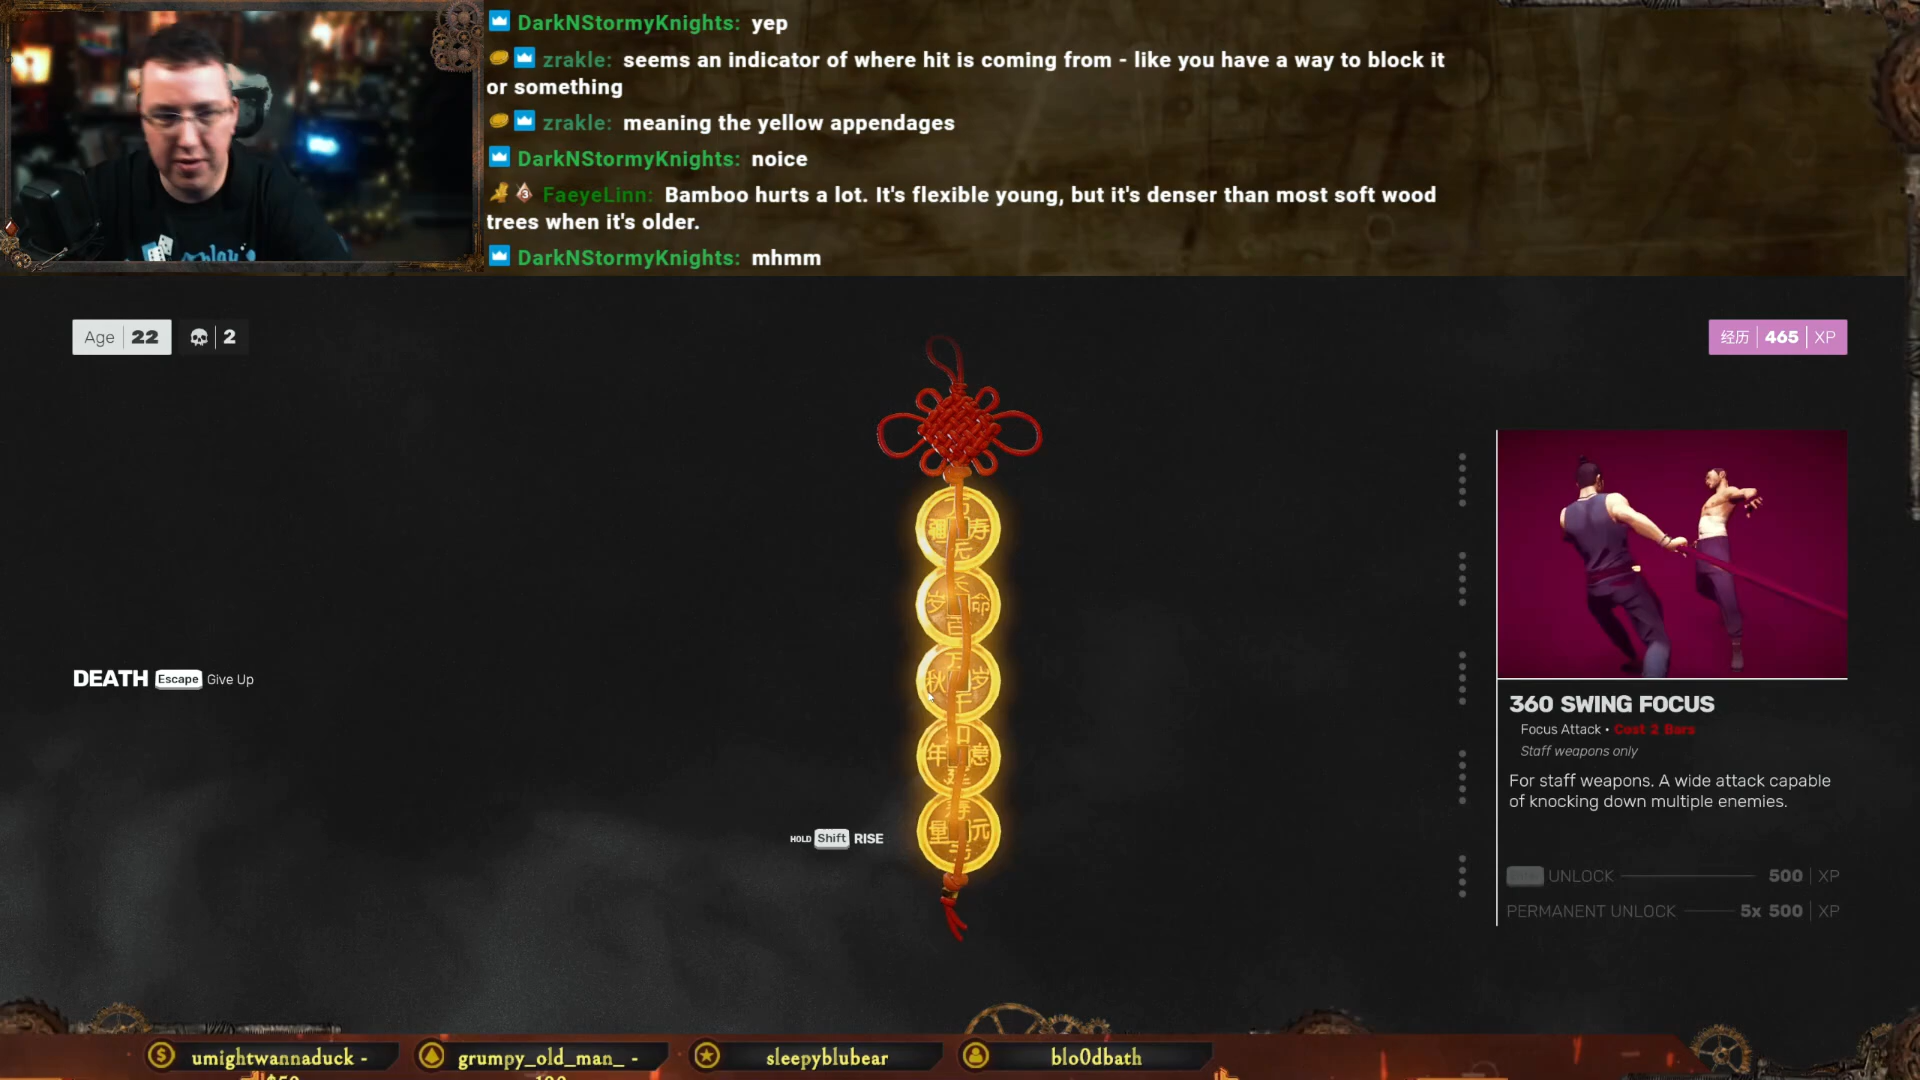 DarkNStormyKnights: yep
zrakle: seems an indicator of where hit is coming from - like you have a way to block it
or something
zrakle: meaning the yellow appendages
DarkNStormyKnights: noice
FaeyeLinn: Bamboo hurts a lot. It's flexible young, but it's denser than most soft wood
trees when it's older.
DarkNStormyKnights: mhmm
Age 22 2
经历 465 XP
DEATH Escape Give Up
HOLD Shift RISE
360 SWING FOCUS
Focus Attack • Cost 2 Bars
Staff weapons only
For staff weapons. A wide attack capable
of knocking down multiple enemies.
UNLOCK 500 XP
PERMANENT UNLOCK 5x 500 XP
umightwannaduck -
grumpy_old_man_ -
sleepyblubear
blo0dbath